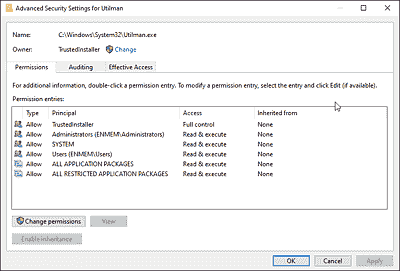 Advanced Security Settings for Utilman
Name: C:\Windows\System32\Utilman.exe
Owner: TrustedInstaller Change
Permissions Auditing Effective Access
For additional information, double-click a permission entry. To modify a permission entry, select the entry and click Edit (if available).
Permission entries:
Type Principal Access Inherited from
Allow TrustedInstaller Full control None
Allow Administrators (ENMEM\Administrators) Read & execute None
Allow SYSTEM Read & execute None
Allow Users (ENMEM\Users) Read & execute None
Allow ALL APPLICATION PACKAGES Read & execute None
Allow ALL RESTRICTED APPLICATION PACKAGES Read & execute None
Change permissions View
Enable inheritance
OK Cancel Apply